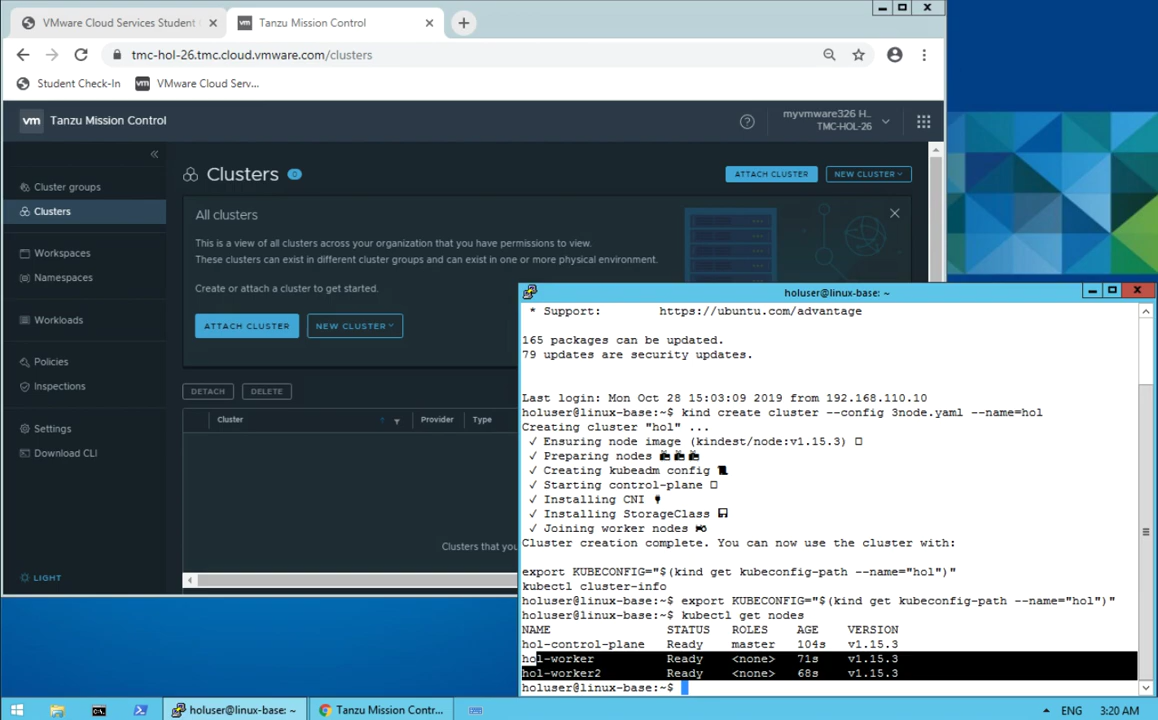 VMware Cloud Services Student
vm Tanzu Mission Control
tmc-hol-26.tmc.cloud.vmware.com/clusters
Student Check-In
vm VMware Cloud Serv...
vm Tanzu Mission Control
myvmware326 H..
TMC-HOL-26
Cluster groups
Clusters
Workspaces
Namespaces
Workloads
Policies
Inspections
Settings
Download CLI
LIGHT
Clusters 0
ATTACH CLUSTER
NEW CLUSTER
All clusters
This is a view of all clusters across your organization that you have permissions to view.
These clusters can exist in different cluster groups and can exist in one or more physical environment.
Create or attach a cluster to get started.
ATTACH CLUSTER
NEW CLUSTER
DETACH
DELETE
Cluster Provider Type
Clusters that you
holuser@linux-base: ~
* Support: https://ubuntu.com/advantage
165 packages can be updated.
79 updates are security updates.
Last login: Mon Oct 28 15:03:09 2019 from 192.168.110.10
holuser@linux-base:~$ kind create cluster --config 3node.yaml --name=hol
Creating cluster "hol" ...
✓ Ensuring node image (kindest/node:v1.15.3)
✓ Preparing nodes
✓ Creating kubeadm config
✓ Starting control-plane
✓ Installing CNI
✓ Installing StorageClass
✓ Joining worker nodes
Cluster creation complete. You can now use the cluster with:
export KUBECONFIG="$(kind get kubeconfig-path --name="hol")"
kubectl cluster-info
holuser@linux-base:~$ export KUBECONFIG="$(kind get kubeconfig-path --name="hol")"
holuser@linux-base:~$ kubectl get nodes
NAME STATUS ROLES AGE VERSION
hol-control-plane Ready master 104s v1.15.3
hol-worker Ready <none> 71s v1.15.3
hol-worker2 Ready <none> 68s v1.15.3
holuser@linux-base:~$
holuser@linux-base: ~
Tanzu Mission Contr...
ENG
3:20 AM